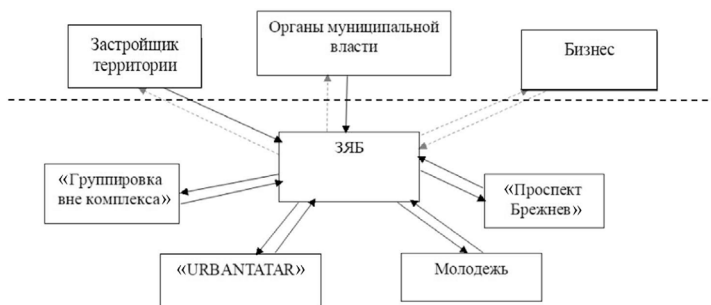 Застройщик
территории
Органы муниципальной
власти
Бизнес
ЗЯБ
«Группировка
вне комплекса»
«Проспект
Брежнев»
«URBANTATAR»
Молодежь